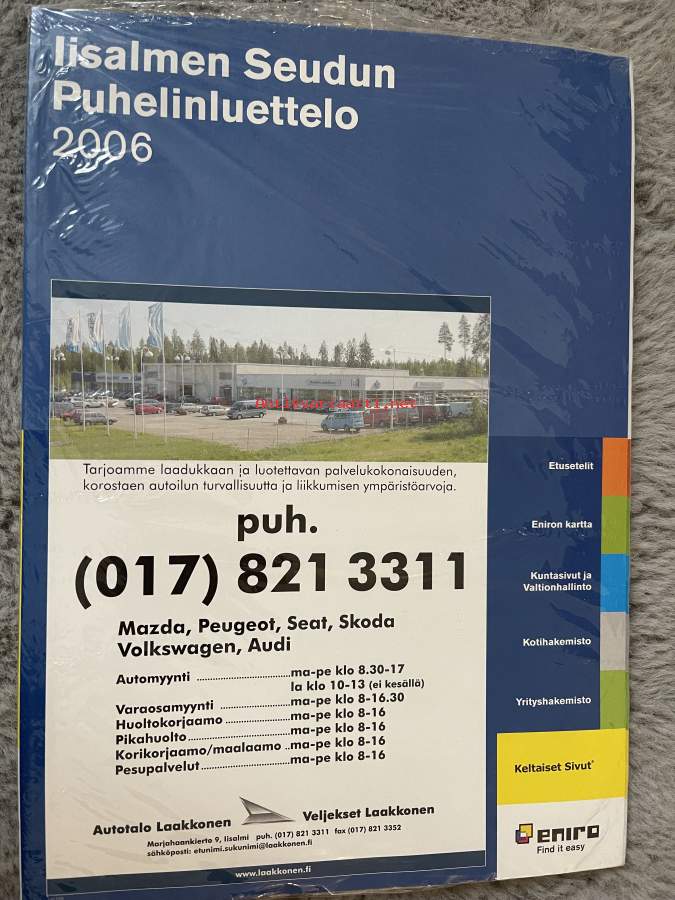 Iisalmen Seudun
Puhelinluettelo
2006
Antikvariaatti.net
Tarjoamme laadukkaan ja luotettavan palvelukokonaisuuden,
korostaen autoilun turvallisuutta ja liikkumisen ympäristöarvoja.
puh.
(017) 821 3311
Mazda, Peugeot, Seat, Skoda
Volkswagen, Audi
Automyynti ................................ma-pe klo 8.30-17
la klo 10-13 (ei kesällä)
Varaosamyynti ..........................ma-pe klo 8-16.30
Huoltokorjaamo ......................ma-pe klo 8-16
Pikahuolto..................................ma-pe klo 8-16
Korikorjaamo/maalaamo ..ma-pe klo 8-16
Pesupalvelut..............................ma-pe klo 8-16
Autotalo Laakkonen Veljekset Laakkonen
Marjahaankierto 9, Iisalmi puh. (017) 821 3311 fax (017) 821 3352
sähköposti: etunimi.sukunimi@laakkonen.fi
www.laakkonen.fi
Etusetelit
Eniron kartta
Kuntasivut ja
Valtionhallinto
Kotihakemisto
Yrityshakemisto
Keltaiset Sivut®
eniro
Find it easy